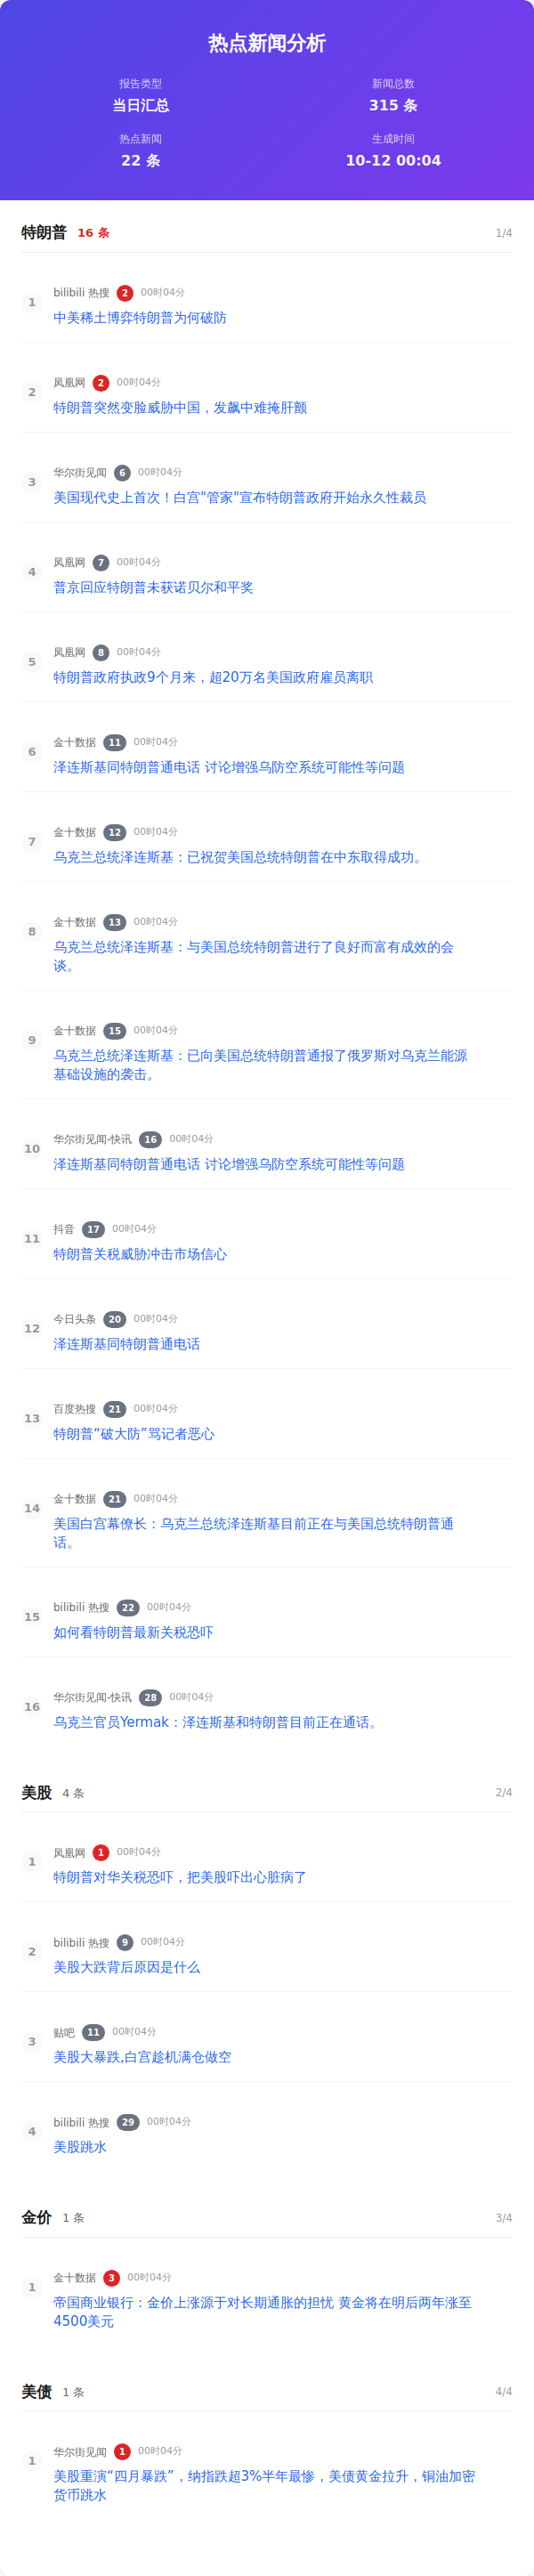 热点新闻分析
报告类型
当日汇总
新闻总数
315 条
热点新闻
22 条
生成时间
10-12 00:04
特朗普 16 条 1/4
1 bilibili 热搜 2 00时04分
中美稀土博弈特朗普为何破防
2 凤凰网 2 00时04分
特朗普突然变脸威胁中国，发飙中难掩肝颤
3 华尔街见闻 6 00时04分
美国现代史上首次！白宫"管家"宣布特朗普政府开始永久性裁员
4 凤凰网 7 00时04分
普京回应特朗普未获诺贝尔和平奖
5 凤凰网 8 00时04分
特朗普政府执政9个月来，超20万名美国政府雇员离职
6 金十数据 11 00时04分
泽连斯基同特朗普通电话 讨论增强乌防空系统可能性等问题
7 金十数据 12 00时04分
乌克兰总统泽连斯基：已祝贺美国总统特朗普在中东取得成功。
8 金十数据 13 00时04分
乌克兰总统泽连斯基：与美国总统特朗普进行了良好而富有成效的会
谈。
9 金十数据 15 00时04分
乌克兰总统泽连斯基：已向美国总统特朗普通报了俄罗斯对乌克兰能源
基础设施的袭击。
10 华尔街见闻-快讯 16 00时04分
泽连斯基同特朗普通电话 讨论增强乌防空系统可能性等问题
11 抖音 17 00时04分
特朗普关税威胁冲击市场信心
12 今日头条 20 00时04分
泽连斯基同特朗普通电话
13 百度热搜 21 00时04分
特朗普“破大防”骂记者恶心
14 金十数据 21 00时04分
美国白宫幕僚长：乌克兰总统泽连斯基目前正在与美国总统特朗普通
话。
15 bilibili 热搜 22 00时04分
如何看特朗普最新关税恐吓
16 华尔街见闻-快讯 28 00时04分
乌克兰官员Yermak：泽连斯基和特朗普目前正在通话。
美股 4 条 2/4
1 凤凰网 1 00时04分
特朗普对华关税恐吓，把美股吓出心脏病了
2 bilibili 热搜 9 00时04分
美股大跌背后原因是什么
3 贴吧 11 00时04分
美股大暴跌,白宫趁机满仓做空
4 bilibili 热搜 29 00时04分
美股跳水
金价 1 条 3/4
1 金十数据 3 00时04分
帝国商业银行：金价上涨源于对长期通胀的担忧 黄金将在明后两年涨至
4500美元
美债 1 条 4/4
1 华尔街见闻 1 00时04分
美股重演“四月暴跌”，纳指跌超3%半年最惨，美债黄金拉升，铜油加密
货币跳水